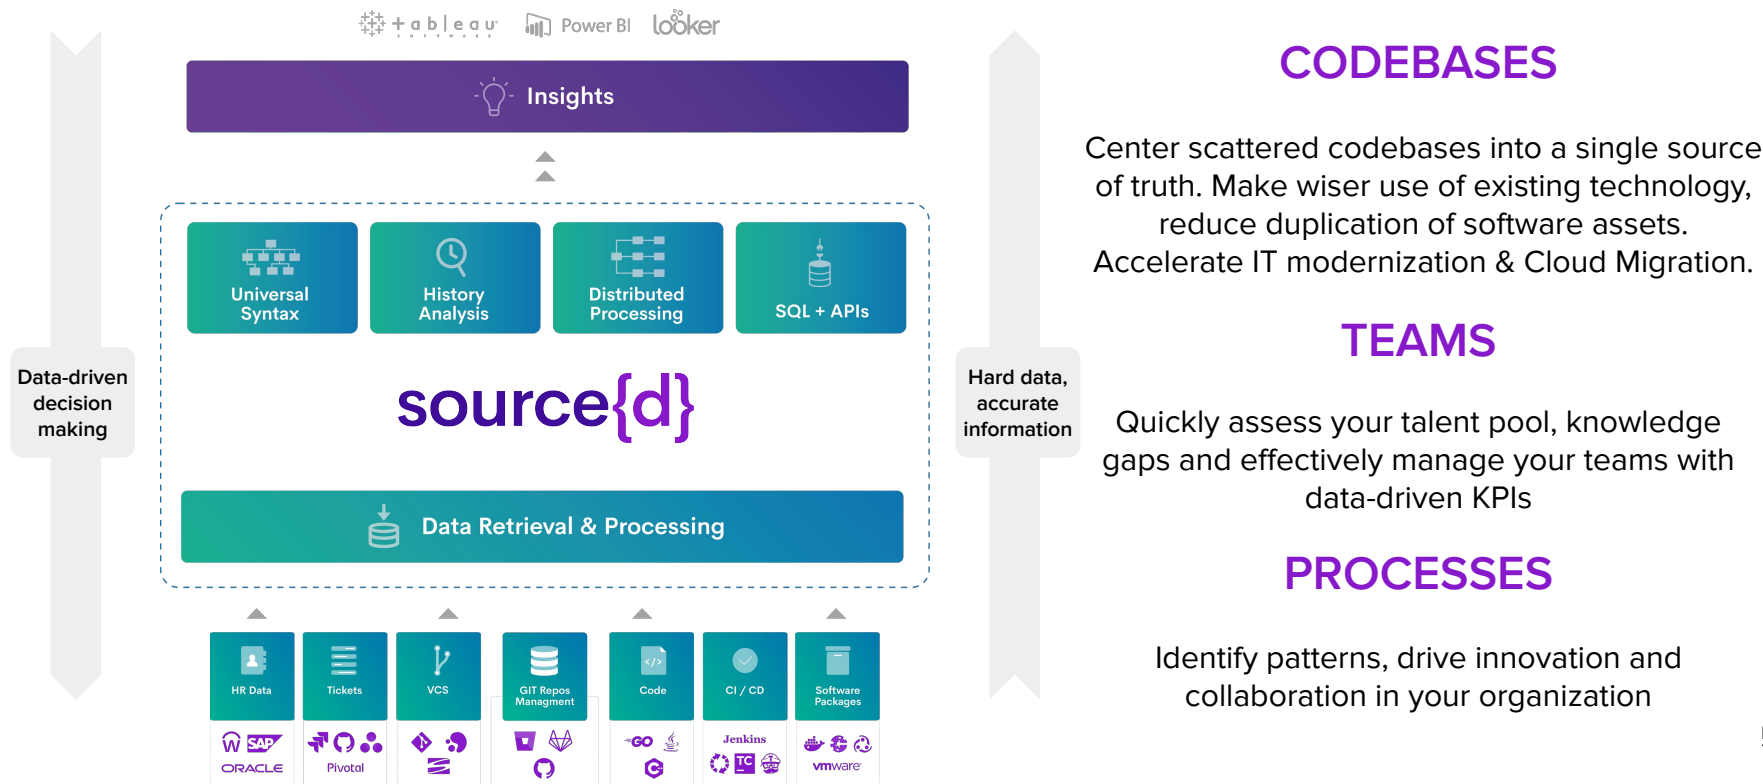 + a b l e a u
S O F T W A R E
Power BI
looker
Insights
Universal
Syntax
History
Analysis
Distributed
Processing
SQL + APIs
source{d}
Data Retrieval & Processing
Data-driven
decision
making
Hard data,
accurate
information
HR Data
Tickets
VCS
GIT Repos
Managment
Code
CI / CD
Software
Packages
W
SAP
ORACLE
Pivotal
GO
C++
Jenkins
TC
vmware
CODEBASES
Center scattered codebases into a single source
of truth. Make wiser use of existing technology,
reduce duplication of software assets.
Accelerate IT modernization & Cloud Migration.
TEAMS
Quickly assess your talent pool, knowledge
gaps and effectively manage your teams with
data-driven KPIs
PROCESSES
Identify patterns, drive innovation and
collaboration in your organization